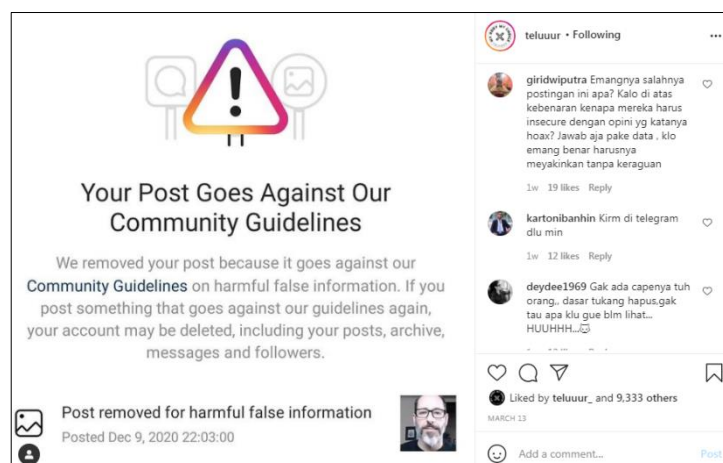 Your Post Goes Against Our
Community Guidelines
We removed your post because it goes against our
Community Guidelines on harmful false information. If you
post something that goes against our guidelines again,
your account may be deleted, including your posts, archive,
messages and followers.
Post removed for harmful false information
Posted Dec 9, 2020 22:03:00
teluuur • Following
giridwiputra Emangnya salahnya
postingan ini apa? Kalo di atas
kebenaran kenapa mereka harus
insecure dengan opini yg katanya
hoax? Jawab aja pake data , klo
emang benar harusnya
meyakinkan tanpa keraguan
1w 19 likes Reply
kartonibanhin Kirm di telegram
dlu min
1w 12 likes Reply
deydee1969 Gak ada capenya tuh
orang,, dasar tukang hapus,gak
tau apa klu gue blm lihat...
HUUHHH...
Liked by teluuur_ and 9,333 others
MARCH 13
Add a comment...
Post